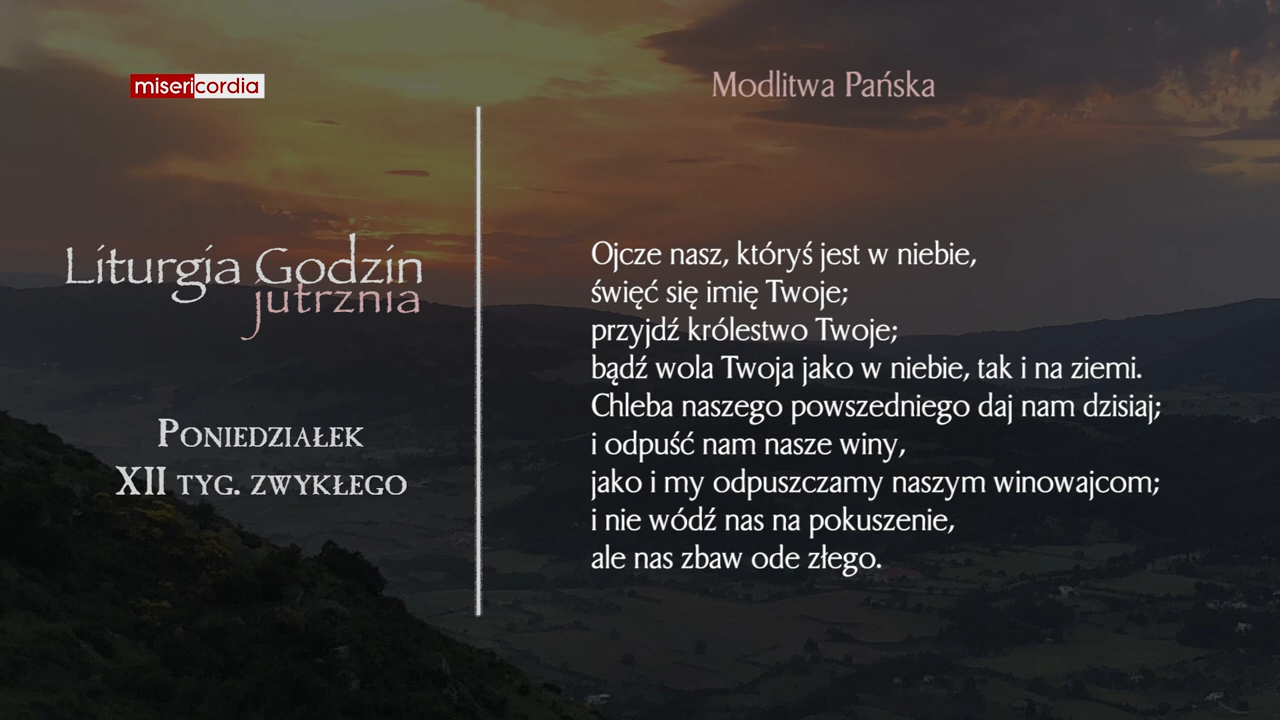 misericordia
Liturgia Godzin
jutrznia
Poniedziałek
XII tyg. zwykłego
Modlitwa Pańska
Ojcze nasz, któryś jest w niebie,
święć się imię Twoje;
przyjdź królestwo Twoje;
bądź wola Twoja jako w niebie, tak i na ziemi.
Chleba naszego powszedniego daj nam dzisiaj;
i odpuść nam nasze winy,
jako i my odpuszczamy naszym winowajcom;
i nie wódź nas na pokuszenie,
ale nas zbaw ode złego.